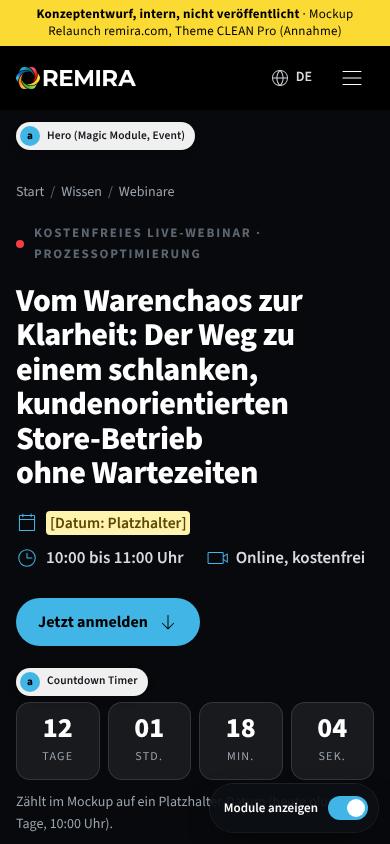 Konzeptentwurf, intern, nicht veröffentlicht · Mockup
Relaunch remira.com, Theme CLEAN Pro (Annahme)
REMIRA
DE
a Hero (Magic Module, Event)
Start / Wissen / Webinare
KOSTENFREIES LIVE-WEBINAR ·
PROZESSOPTIMIERUNG
Vom Warenchaos zur
Klarheit: Der Weg zu
einem schlanken,
kundenorientierten
Store-Betrieb
ohne Wartezeiten
[Datum: Platzhalter]
10:00 bis 11:00 Uhr Online, kostenfrei
Jetzt anmelden
a Countdown Timer
12 01 18 04
TAGE STD. MIN. SEK.
Zählt im Mockup auf ein Platzhalter
Module anzeigen
Tage, 10:00 Uhr).